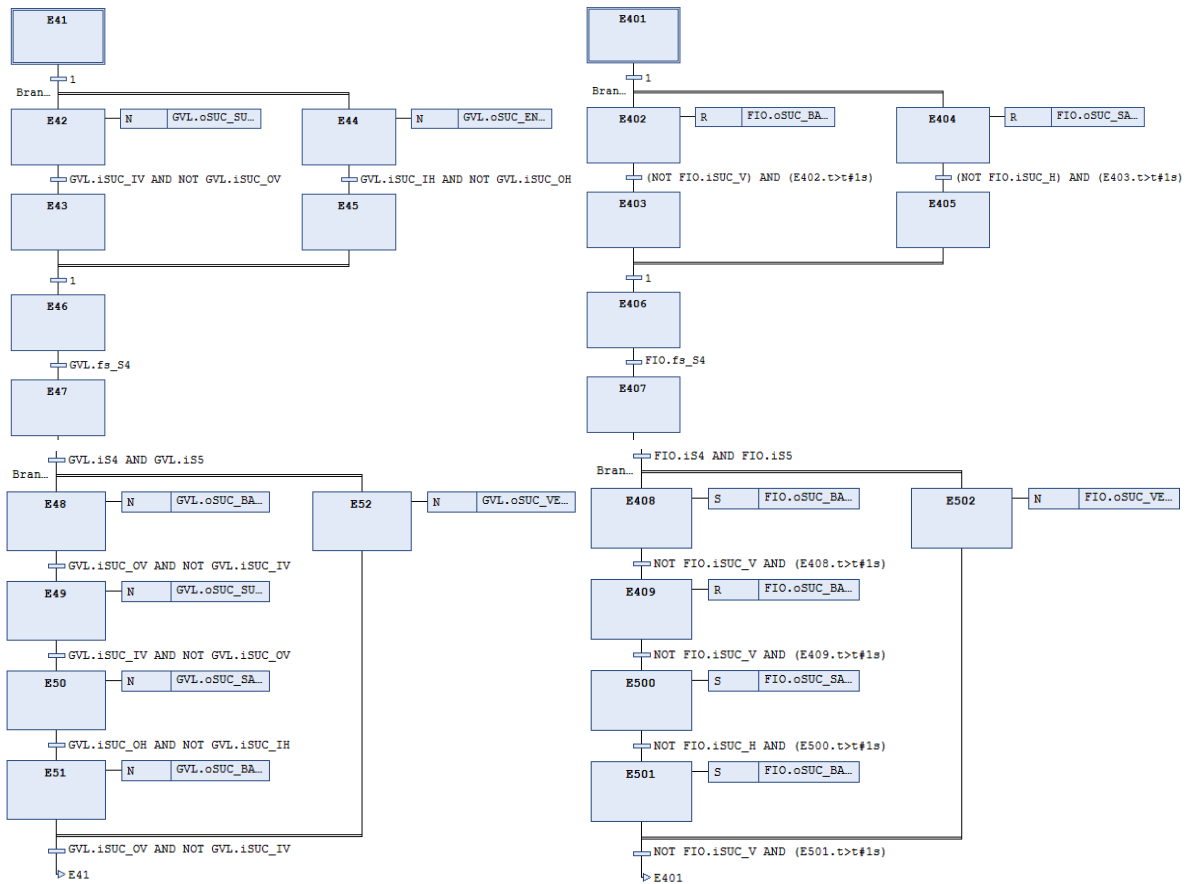 E41
1
Bran...
E42 N GVL.oSUC_SU...
E44 N GVL.oSUC_EN...
GVL.iSUC_IV AND NOT GVL.iSUC_OV
GVL.iSUC_IH AND NOT GVL.iSUC_OH
E43
E45
1
E46
GVL.fs_S4
E47
GVL.iS4 AND GVL.iS5
Bran...
E48 N GVL.oSUC_BA...
E52 N GVL.oSUC_VE...
GVL.iSUC_OV AND NOT GVL.iSUC_IV
E49 N GVL.oSUC_SU...
GVL.iSUC_IV AND NOT GVL.iSUC_OV
E50 N GVL.oSUC_SA...
GVL.iSUC_OH AND NOT GVL.iSUC_IH
E51 N GVL.oSUC_BA...
GVL.iSUC_OV AND NOT GVL.iSUC_IV
E41
E401
1
Bran...
E402 R FIO.oSUC_BA...
E404 R FIO.oSUC_SA...
(NOT FIO.iSUC_V) AND (E402.t>t#1s)
(NOT FIO.iSUC_H) AND (E403.t>t#1s)
E403
E405
1
E406
FIO.fs_S4
E407
FIO.iS4 AND FIO.iS5
Bran...
E408 S FIO.oSUC_BA...
E502 N FIO.oSUC_VE...
NOT FIO.iSUC_V AND (E408.t>t#1s)
E409 R FIO.oSUC_BA...
NOT FIO.iSUC_V AND (E409.t>t#1s)
E500 S FIO.oSUC_SA...
NOT FIO.iSUC_H AND (E500.t>t#1s)
E501 S FIO.oSUC_BA...
NOT FIO.iSUC_V AND (E501.t>t#1s)
E401